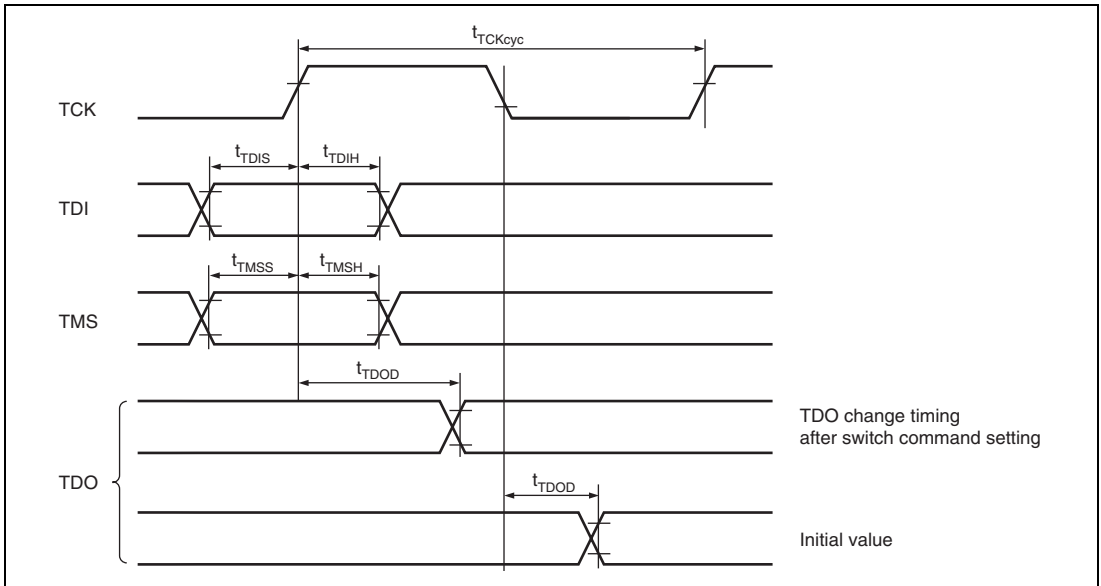 tTCKcyc
TCK
tTDIS
tTDIH
TDI
tTMSS
tTMSH
TMS
tTDOD
TDO change timing
after switch command setting
TDO
tTDOD
Initial value